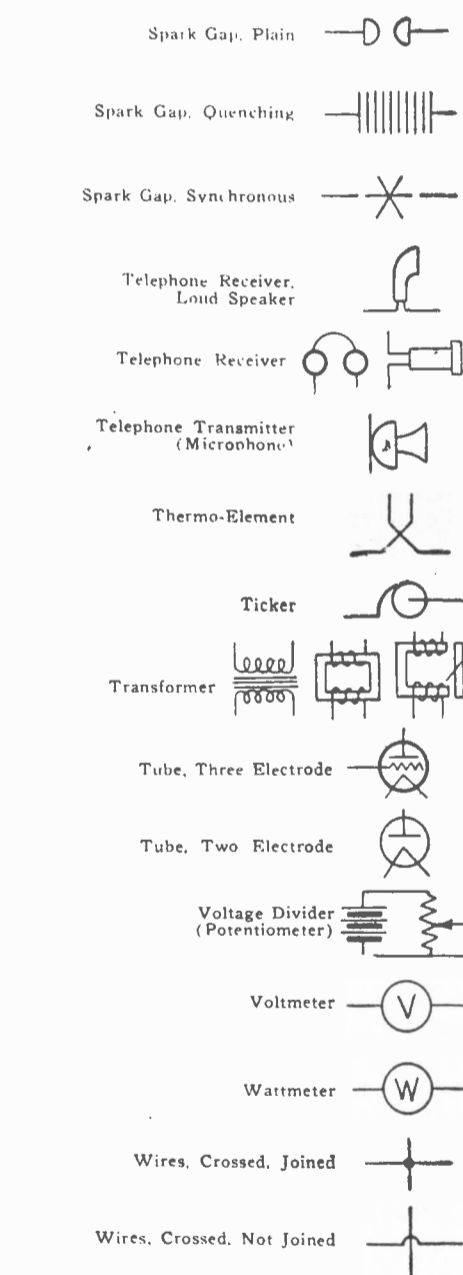 Spark Gap, Plain
Spark Gap, Quenching
Spark Gap, Synchronous
Telephone Receiver,
Loud Speaker
Telephone Receiver
Telephone Transmitter
(Microphone)
Thermo-Element
Ticker
Transformer
Tube, Three Electrode
Tube, Two Electrode
Voltage Divider
(Potentiometer)
Voltmeter
V
Wattmeter
W
Wires, Crossed, Joined
Wires, Crossed, Not Joined